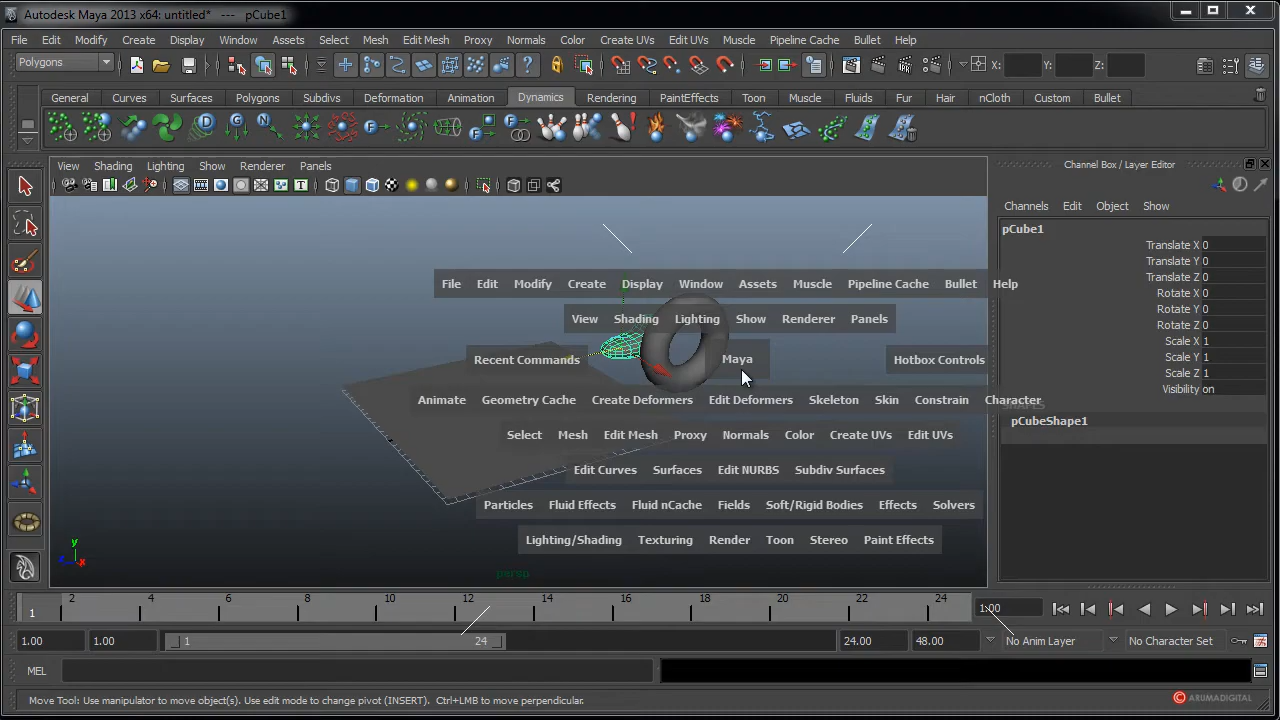 Autodesk Maya 2013 x64: untitled* --- pCube1
File Edit Modify Create Display Window Assets Select Mesh Edit Mesh Proxy Normals Color Create UVs Edit UVs Muscle Pipeline Cache Bullet Help
Polygons X: Y: Z:
General Curves Surfaces Polygons Subdivs Deformation Animation Dynamics Rendering PaintEffects Toon Muscle Fluids Fur Hair nCloth Custom Bullet
View Shading Lighting Show Renderer Panels
Channel Box / Layer Editor
Channels Edit Object Show
pCube1
Translate X 0
Translate Y 0
Translate Z 0
Rotate X 0
Rotate Y 0
Rotate Z 0
Scale X 1
Scale Y 1
Scale Z 1
Visibility on
SHAPES
pCubeShape1
File Edit Modify Create Display Window Assets Muscle Pipeline Cache Bullet Help
View Shading Lighting Show Renderer Panels
Recent Commands Maya Hotbox Controls
Animate Geometry Cache Create Deformers Edit Deformers Skeleton Skin Constrain Character
Select Mesh Edit Mesh Proxy Normals Color Create UVs Edit UVs
Edit Curves Surfaces Edit NURBS Subdiv Surfaces
Particles Fluid Effects Fluid nCache Fields Soft/Rigid Bodies Effects Solvers
Lighting/Shading Texturing Render Toon Stereo Paint Effects
y
z x
persp
1 2 4 6 8 10 12 14 16 18 20 22 24 1:00
1.00 1.00 1 24 24.00 48.00 No Anim Layer No Character Set
MEL
Move Tool: Use manipulator to move object(s). Use edit mode to change pivot (INSERT). Ctrl+LMB to move perpendicular.
© ARUMADIGITAL